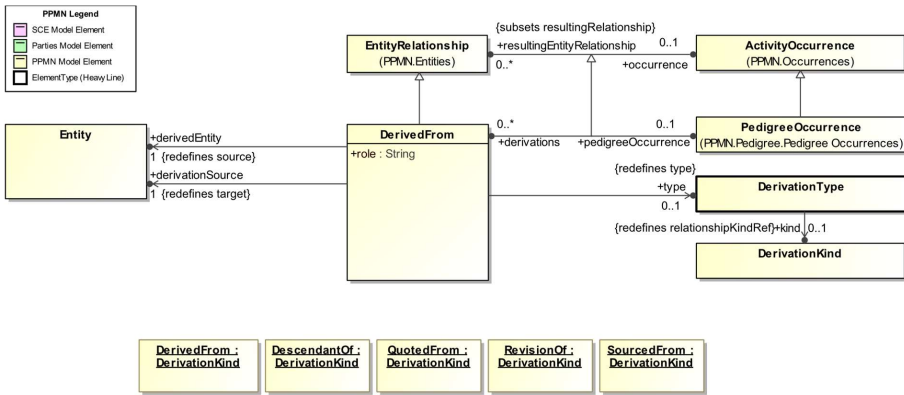 PPMN Legend
SCE Model Element
Parties Model Element
PPMN Model Element
ElementType (Heavy Line)
{subsets resultingRelationship}
EntityRelationship
(PPMN.Entities)
+resultingEntityRelationship
0..1
0..*
+occurrence
ActivityOccurrence
(PPMN.Occurrences)
Entity
+derivedEntity
1 {redefines source}
+derivationSource
1 {redefines target}
DerivedFrom
+role : String
0..*
0..1
+derivations
+pedigreeOccurrence
PedigreeOccurrence
(PPMN.Pedigree.Pedigree Occurrences)
{redefines type}
+type
0..1
DerivationType
{redefines relationshipKindRef}+kind
0..1
DerivationKind
DerivedFrom :
DerivationKind
DescendantOf :
DerivationKind
QuotedFrom :
DerivationKind
RevisionOf :
DerivationKind
SourcedFrom :
DerivationKind